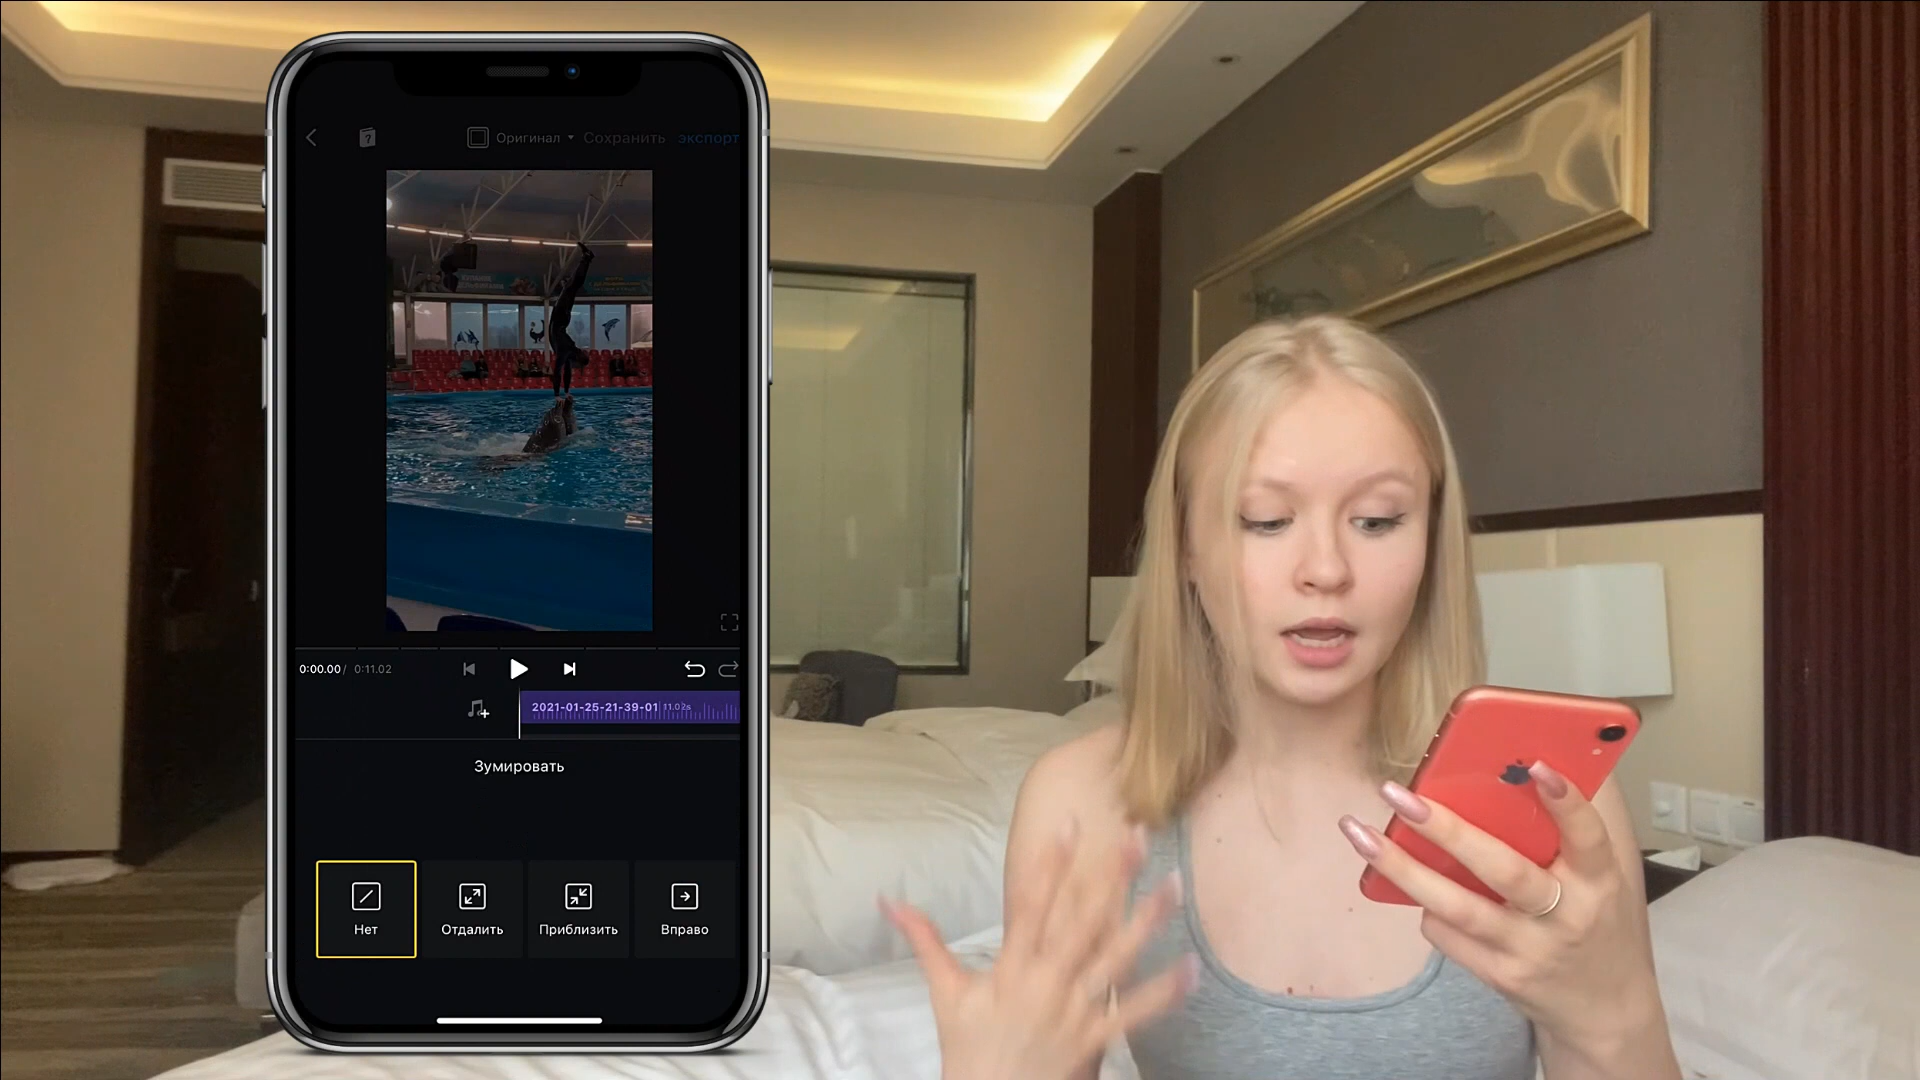 Оригинал
Сохранить
экспорт
0:00.00 / 0:11.02
2021-01-25-21-39-01 11.02s
Зумировать
Нет
Отдалить
Приблизить
Вправо